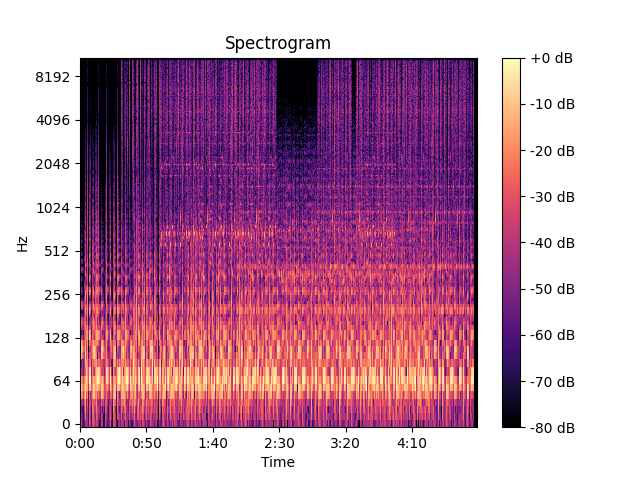 Spectrogram
Hz
8192
4096
2048
1024
512
256
128
64
0
0:00 0:50 1:40 2:30 3:20 4:10
Time
+0 dB
-10 dB
-20 dB
-30 dB
-40 dB
-50 dB
-60 dB
-70 dB
-80 dB